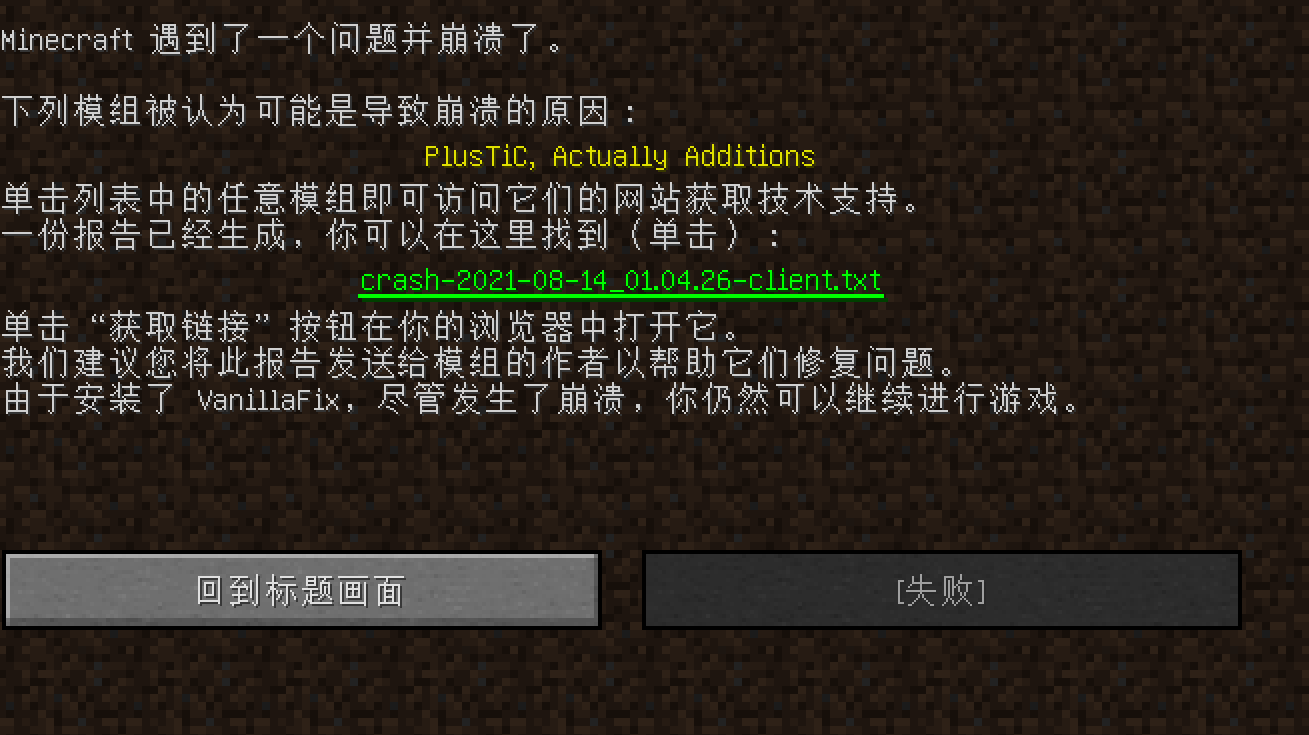 Minecraft 遇到了一个问题并崩溃了。
下列模组被认为可能是导致崩溃的原因：
PlusTiC, Actually Additions
单击列表中的任意模组即可访问它们的网站获取技术支持。
一份报告已经生成，你可以在这里找到（单击）：
crash-2021-08-14_01.04.26-client.txt
单击 “获取链接” 按钮在你的浏览器中打开它。
我们建议您将此报告发送给模组的作者以帮助它们修复问题。
由于安装了 VanillaFix，尽管发生了崩溃，你仍然可以继续进行游戏。
回到标题画面
[失败]